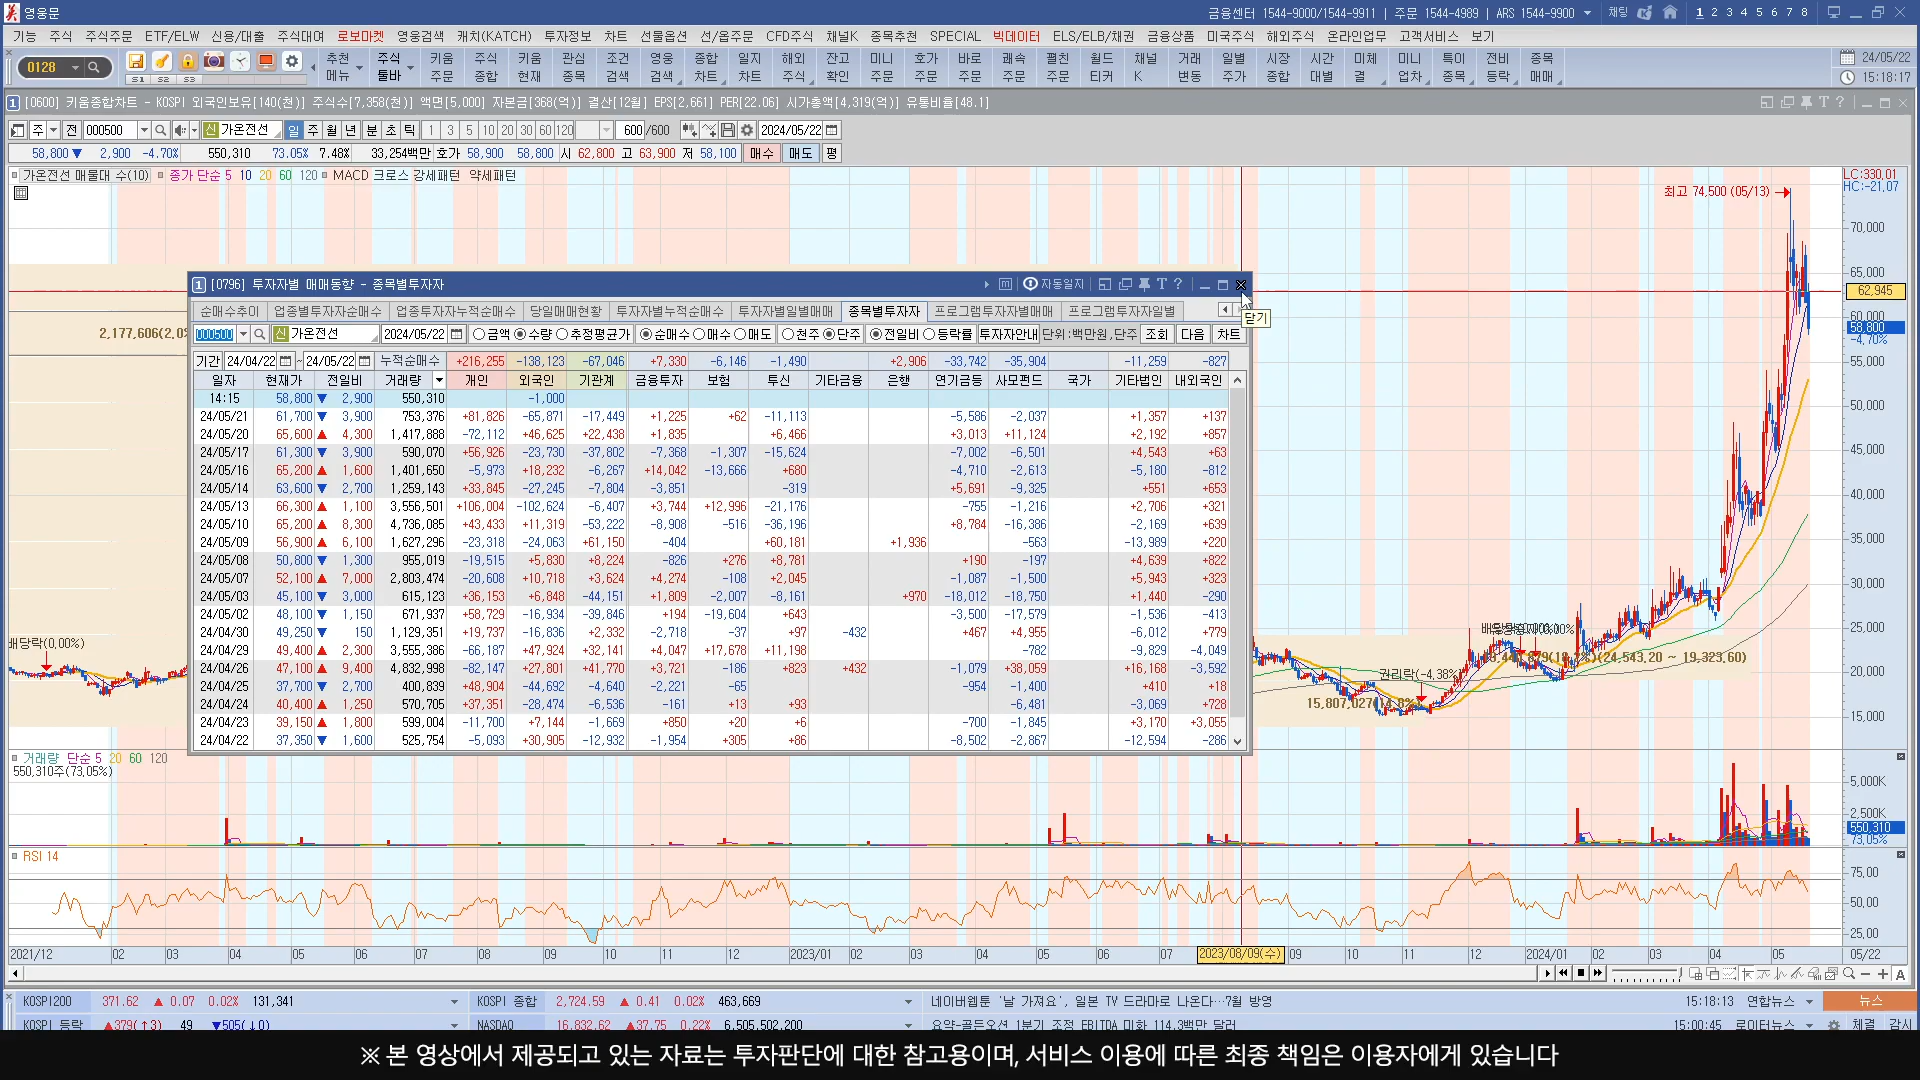 영웅문
금융센터 1544-9000/1544-9911 | 주문 1544-4989 | ARS 1544-9900 채팅 1 2 3 4 5 6 7 8
기능 주식 주식주문 ETF/ELW 신용/대출 주식대여 로보마켓 영웅검색 캐치(KATCH) 투자정보 차트 선물옵션 선/옵주문 CFD주식 채널K 종목추천 SPECIAL 빅데이터 ELS/ELB/채권 금융상품 미국주식 해외주식 온라인업무 고객서비스 보기
0128 S1 S2 S3
추천 주식 키움 주식 키움 관심 조건 영웅 종합 일지 해외 잔고 미니 호가 바로 쾌속 펼친 월드 채널 거래 일별 시장 시간 미체 미니 특이 전비 종목
메뉴 툴바 주문 종합 현재 종목 검색 검색 차트 차트 주식 확인 주문 주문 주문 주문 주문 티커 K 변동 주가 종합 대별 결 업차 종목 등락 매매
24/05/22
15:18:17
1 [0600] 키움종합차트 - KOSPI 외국인보유[140(천)] 주식수[7,358(천)] 액면[5,000] 자본금[368(억)] 결산[12월] EPS[2,661] PER[22.06] 시가총액[4,319(억)] 유통비율[48.1]
주 전 000500 신 가온전선 일 주 월 년 분 초 틱 1 3 5 10 20 30 60 120 600 /600 2024/05/22
58,800 ▼ 2,900 -4.70% 550,310 73.05% 7.48% 33,254백만 호가 58,900 58,800 시 62,800 고 63,900 저 58,100 매수 매도 평
가온전선 매물대 수(10) 종가 단순 5 10 20 60 120 MACD 크로스 강세패턴 약세패턴
LC:330.01
HC:-21.07
최고 74,500 (05/13)
70,000
65,000
62,945
60,000
58,800
-4.70%
55,000
50,000
45,000
40,000
35,000
30,000
25,000
20,000
15,000
2,177,606(2,0
배당락(0.00%)
권리락(-4.38%
(24,543.20 ~ 19,323.60)
1 [0796] 투자자별 매매동향 - 종목별투자자 자동일지
닫기
순매수추이 업종별투자자순매수 업종투자자누적순매수 당일매매현황 투자자별누적순매수 투자자별일별매매 종목별투자자 프로그램투자자별매매 프로그램투자자일별
000500 신 가온전선 2024/05/22 금액 수량 추정평균가 순매수 매수 매도 천주 단주 전일비 등락률 투자자안내 단위:백만원,단주 조회 다음 차트
기간 24/04/22 ~ 24/05/22 누적순매수 +216,255 -138,123 -67,046 +7,330 -6,146 -1,490 +2,906 -33,742 -35,904 -11,259 -827
일자 현재가 전일비 거래량 개인 외국인 기관계 금융투자 보험 투신 기타금융 은행 연기금등 사모펀드 국가 기타법인 내외국인
14:15 58,800 ▼ 2,900 550,310 -1,000
24/05/21 61,700 ▼ 3,900 753,376 +81,826 -65,871 -17,449 +1,225 +62 -11,113 -5,586 -2,037 +1,357 +137
24/05/20 65,600 ▲ 4,300 1,417,888 -72,112 +46,625 +22,438 +1,835 +6,466 +3,013 +11,124 +2,192 +857
24/05/17 61,300 ▼ 3,900 590,070 +56,926 -23,730 -37,802 -7,368 -1,307 -15,624 -7,002 -6,501 +4,543 +63
24/05/16 65,200 ▲ 1,600 1,401,650 -5,973 +18,232 -6,267 +14,042 -13,666 +680 -4,710 -2,613 -5,180 -812
24/05/14 63,600 ▼ 2,700 1,259,143 +33,845 -27,245 -7,804 -3,851 -319 +5,691 -9,325 +551 +653
24/05/13 66,300 ▲ 1,100 3,556,501 +106,004 -102,624 -6,407 +3,744 +12,996 -21,176 -755 -1,216 +2,706 +321
24/05/10 65,200 ▲ 8,300 4,736,085 +43,433 +11,319 -53,222 -8,908 -516 -36,196 +8,784 -16,386 -2,169 +639
24/05/09 56,900 ▲ 6,100 1,627,296 -23,318 -24,063 +61,150 -404 +60,181 +1,936 -563 -13,989 +220
24/05/08 50,800 ▼ 1,300 955,019 -19,515 +5,830 +8,224 -826 +276 +8,781 +190 -197 +4,639 +822
24/05/07 52,100 ▲ 7,000 2,803,474 -20,608 +10,718 +3,624 +4,274 -108 +2,045 -1,087 -1,500 +5,943 +323
24/05/03 45,100 ▼ 3,000 615,123 +36,153 +6,848 -44,151 +1,809 -2,007 -8,161 +970 -18,012 -18,750 +1,440 -290
24/05/02 48,100 ▼ 1,150 671,937 +58,729 -16,934 -39,846 +194 -19,604 +643 -3,500 -17,579 -1,536 -413
24/04/30 49,250 ▼ 150 1,129,351 +19,737 -16,836 +2,332 -2,718 -37 +97 -432 +467 +4,955 -6,012 +779
24/04/29 49,400 ▲ 2,300 3,555,386 -66,187 +47,924 +32,141 +4,047 +17,678 +11,198 -782 -9,829 -4,049
24/04/26 47,100 ▲ 9,400 4,832,998 -82,147 +27,801 +41,770 +3,721 -186 +823 +432 -1,079 +38,059 +16,168 -3,592
24/04/25 37,700 ▼ 2,700 400,839 +48,904 -44,692 -4,640 -2,221 -65 -954 -1,400 +410 +18
24/04/24 40,400 ▲ 1,250 570,705 +37,351 -28,474 -6,536 -161 +13 +93 -6,481 -3,069 +728
24/04/23 39,150 ▲ 1,800 599,004 -11,700 +7,144 -1,669 +850 +20 +6 -700 -1,845 +3,170 +3,055
24/04/22 37,350 ▼ 1,600 525,754 -5,093 +30,905 -12,932 -1,954 +305 +86 -8,502 -2,867 -12,594 -286
거래량 단순 5 20 60 120
550,310주(73.05%)
5,000K
2,500K
550,310
73.05%
RSI 14
75.00
50.00
25.00
2021/12 02 03 04 05 06 07 08 09 10 11 12 2023/01 02 03 04 05 06 07 2023/08/09(수) 09 10 11 12 2024/01 02 03 04 05 05/22
KOSPI200 371.62 ▲ 0.07 0.02% 131,341 KOSPI 종합 2,724.59 ▲ 0.41 0.02% 463,669 네이버웹툰 '날 가져요', 일본 TV 드라마로 나온다…7월 방영 15:18:13 연합뉴스 뉴스
KOSPI 등락 ▲379(↑3) 49 ▼505(↓0) NASDAQ 16,832.62 ▲37.75 0.22% 6,505,502,200 요약-골든오션 1분기 조정 EBITDA 미화 114.3백만 달러 15:00:45 로이터뉴스 체결 감시
※ 본 영상에서 제공되고 있는 자료는 투자판단에 대한 참고용이며, 서비스 이용에 따른 최종 책임은 이용자에게 있습니다